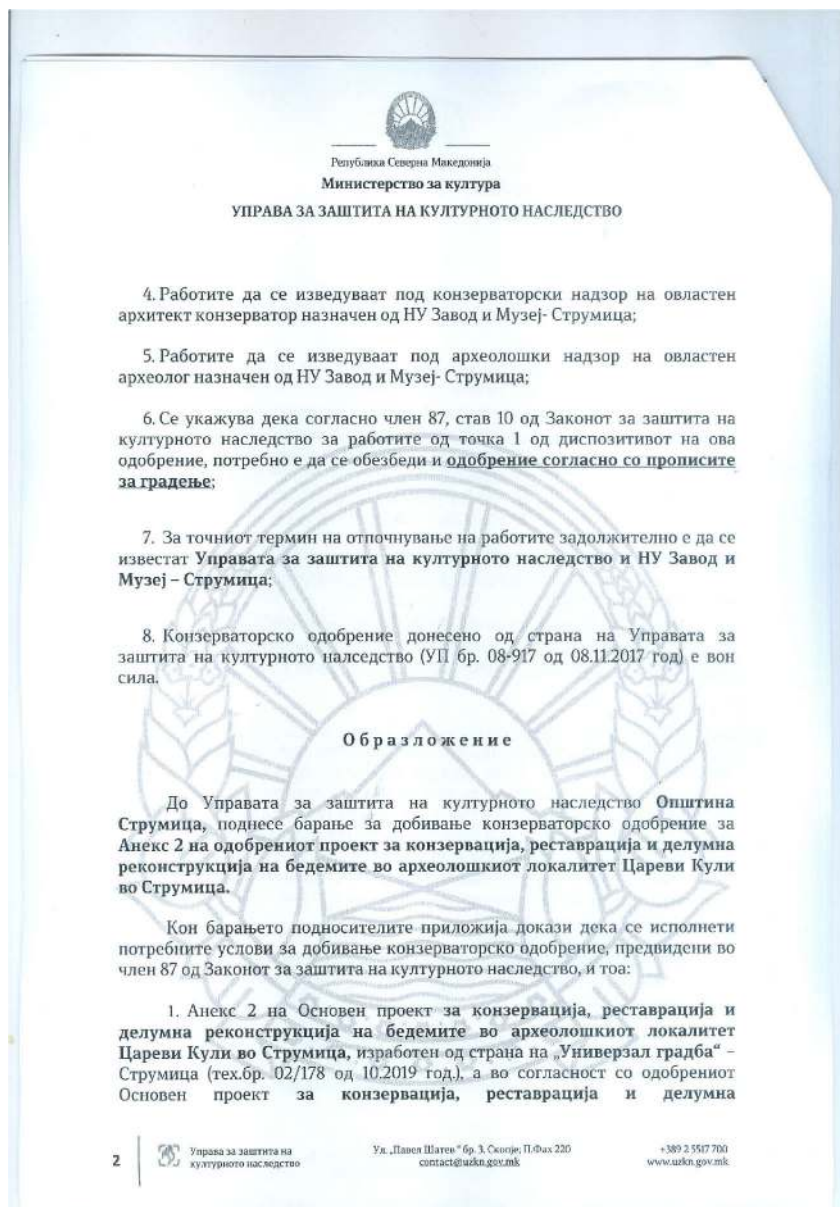 Република Северна Македонија
Министерство за култура
УПРАВА ЗА ЗАШТИТА НА КУЛТУРНОТО НАСЛЕДСТВО
4. Работите да се изведуваат под конзерваторски надзор на овластен
архитект конзерватор назначен од НУ Завод и Музеј- Струмица;
5. Работите да се изведуваат под археолошки надзор на овластен
археолог назначен од НУ Завод и Музеј- Струмица;
6. Се укажува дека согласно член 87, став 10 од Законот за заштита на
културното наследство за работите од точка 1 од диспозитивот на ова
одобрение, потребно е да се обезбеди и одобрение согласно со прописите
за градење;
7. За точниот термин на отпочнување на работите задолжително е да се
известат Управата за заштита на културното наследство и НУ Завод и
Музеј – Струмица;
8. Конзерваторско одобрение донесено од страна на Управата за
заштита на културното налседство (УП бр. 08-917 од 08.11.2017 год) е вон
сила.
О б р а з л о ж е н и е
До Управата за заштита на културното наследство Општина
Струмица, поднесе барање за добивање конзерваторско одобрение за
Анекс 2 на одобрениот проект за конзервација, реставрација и делумна
реконструкција на бедемите во археолошкиот локалитет Цареви Кули
во Струмица.
Кон барањето подносителите приложија докази дека се исполнети
потребните услови за добивање конзерваторско одобрение, предвидени во
член 87 од Законот за заштита на културното наследство, и тоа:
1. Анекс 2 на Основен проект за конзервација, реставрација и
делумна реконструкција на бедемите во археолошкиот локалитет
Цареви Кули во Струмица, изработен од страна на „Универзал градба“ –
Струмица (тех.бр. 02/178 од 10.2019 год.), а во согласност со одобрениот
Основен проект за конзервација, реставрација и делумна
2
Управа за заштита на
културното наследство
Ул. „Павел Шатев“ бр. 3, Скопје; П.Фах 220
contact@uzkn.gov.mk
+389 2 5517 700
www.uzkn.gov.mk